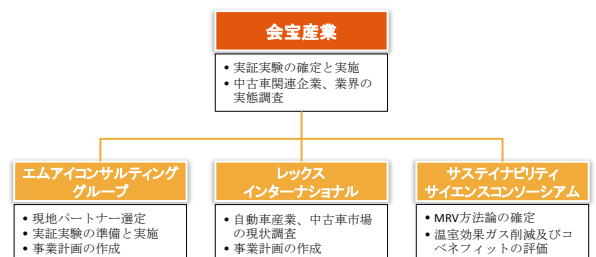 会宝産業
• 実証実験の確定と実施
• 中古車関連企業、業界の
実態調査
エムアイコンサルティング
グループ
• 現地パートナー選定
• 実証実験の準備と実施
• 事業計画の作成
レックス
インターナショナル
• 自動車産業、中古車市場
の現状調査
• 事業計画の作成
サステイナビリティ
サイエンスコンソーシアム
• MRV方法論の確定
• 温室効果ガス削減及びコ
ベネフィットの評価